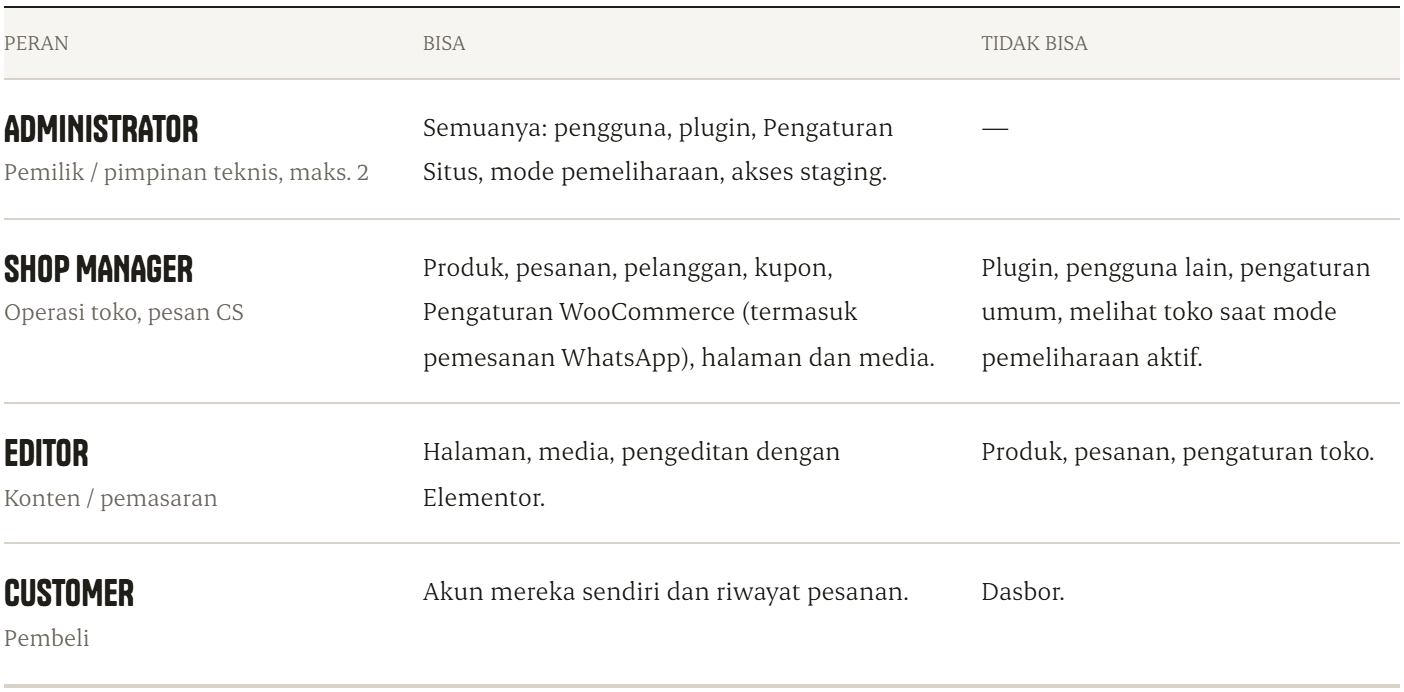 PERAN BISA TIDAK BISA
ADMINISTRATOR
Pemilik / pimpinan teknis, maks. 2
Semuanya: pengguna, plugin, Pengaturan
Situs, mode pemeliharaan, akses staging.
—
SHOP MANAGER
Operasi toko, pesan CS
Produk, pesanan, pelanggan, kupon,
Pengaturan WooCommerce (termasuk
pemesanan WhatsApp), halaman dan media.
Plugin, pengguna lain, pengaturan
umum, melihat toko saat mode
pemeliharaan aktif.
EDITOR
Konten / pemasaran
Halaman, media, pengeditan dengan
Elementor.
Produk, pesanan, pengaturan toko.
CUSTOMER
Pembeli
Akun mereka sendiri dan riwayat pesanan.
Dasbor.